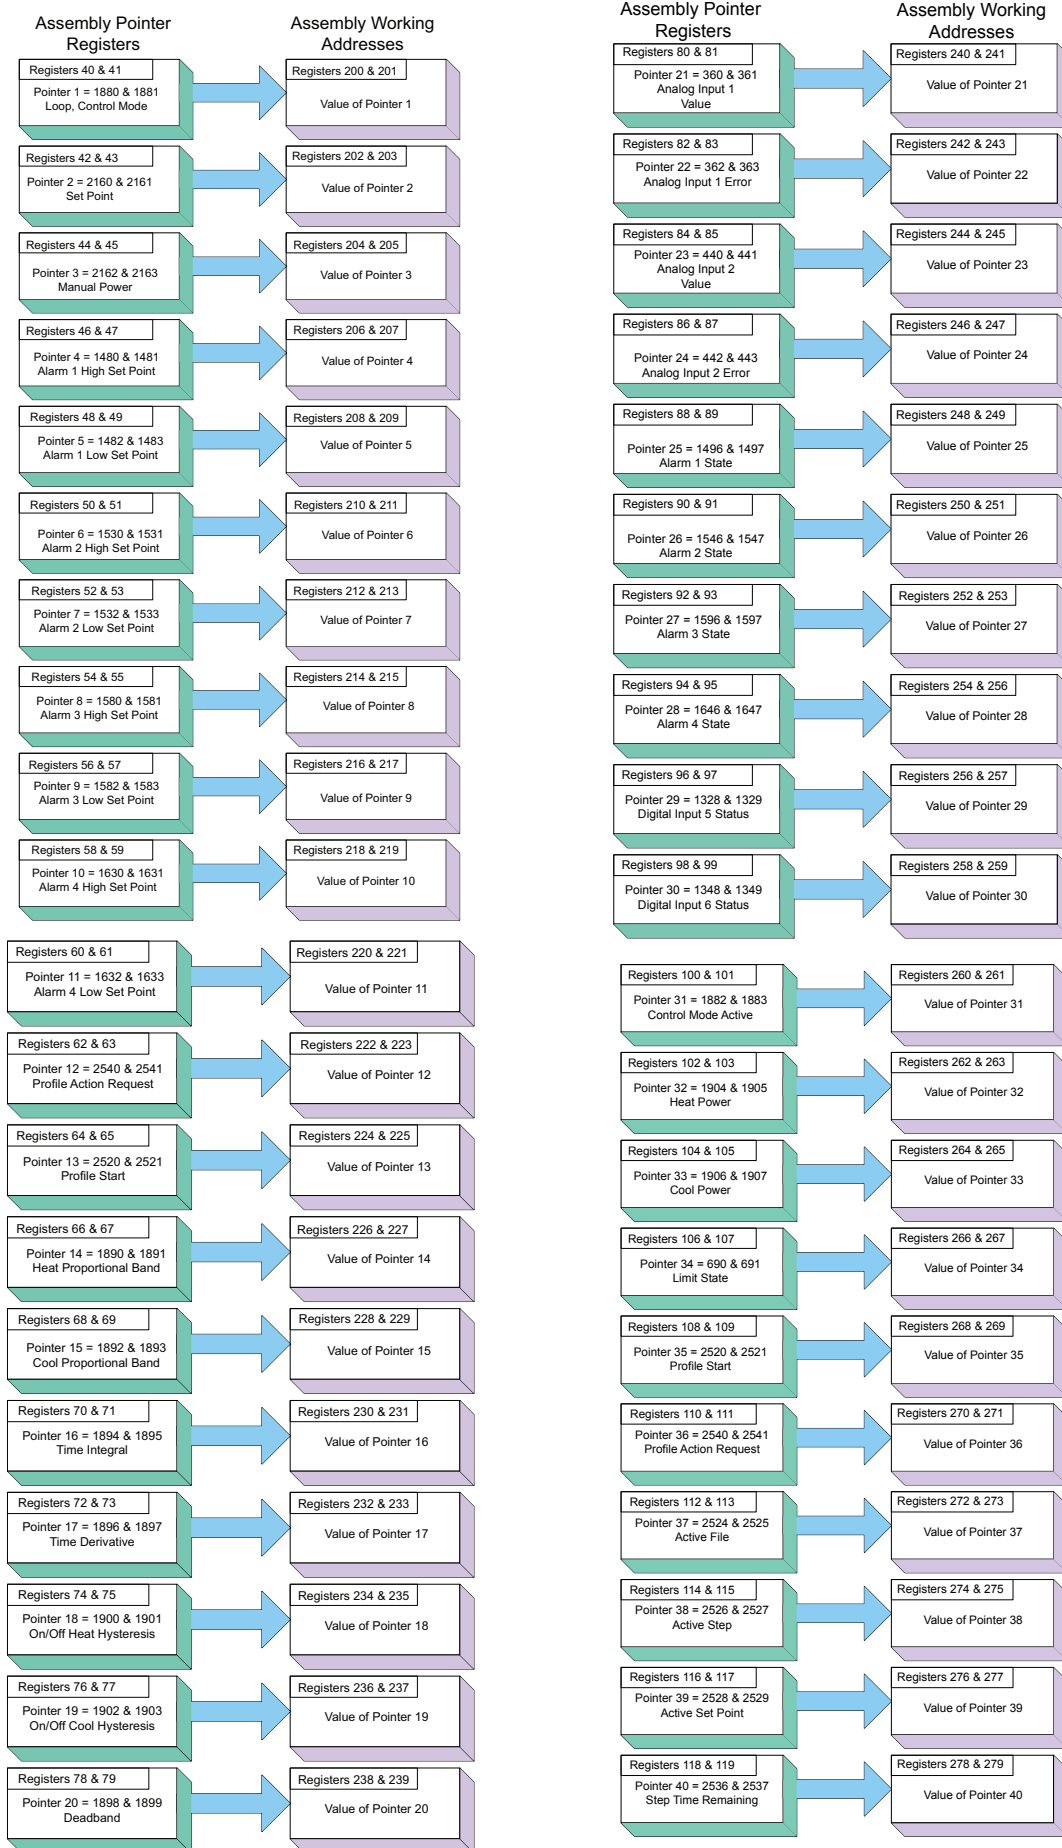 Assembly Pointer
Registers
Assembly Working
Addresses
Registers 40 & 41
Pointer 1 = 1880 & 1881
Loop, Control Mode
Registers 200 & 201
Value of Pointer 1
Registers 42 & 43
Pointer 2 = 2160 & 2161
Set Point
Registers 202 & 203
Value of Pointer 2
Registers 44 & 45
Pointer 3 = 2162 & 2163
Manual Power
Registers 204 & 205
Value of Pointer 3
Registers 46 & 47
Pointer 4 = 1480 & 1481
Alarm 1 High Set Point
Registers 206 & 207
Value of Pointer 4
Registers 48 & 49
Pointer 5 = 1482 & 1483
Alarm 1 Low Set Point
Registers 208 & 209
Value of Pointer 5
Registers 50 & 51
Pointer 6 = 1530 & 1531
Alarm 2 High Set Point
Registers 210 & 211
Value of Pointer 6
Registers 52 & 53
Pointer 7 = 1532 & 1533
Alarm 2 Low Set Point
Registers 212 & 213
Value of Pointer 7
Registers 54 & 55
Pointer 8 = 1580 & 1581
Alarm 3 High Set Point
Registers 214 & 215
Value of Pointer 8
Registers 56 & 57
Pointer 9 = 1582 & 1583
Alarm 3 Low Set Point
Registers 216 & 217
Value of Pointer 9
Registers 58 & 59
Pointer 10 = 1630 & 1631
Alarm 4 High Set Point
Registers 218 & 219
Value of Pointer 10
Registers 60 & 61
Pointer 11 = 1632 & 1633
Alarm 4 Low Set Point
Registers 220 & 221
Value of Pointer 11
Registers 62 & 63
Pointer 12 = 2540 & 2541
Profile Action Request
Registers 222 & 223
Value of Pointer 12
Registers 64 & 65
Pointer 13 = 2520 & 2521
Profile Start
Registers 224 & 225
Value of Pointer 13
Registers 66 & 67
Pointer 14 = 1890 & 1891
Heat Proportional Band
Registers 226 & 227
Value of Pointer 14
Registers 68 & 69
Pointer 15 = 1892 & 1893
Cool Proportional Band
Registers 228 & 229
Value of Pointer 15
Registers 70 & 71
Pointer 16 = 1894 & 1895
Time Integral
Registers 230 & 231
Value of Pointer 16
Registers 72 & 73
Pointer 17 = 1896 & 1897
Time Derivative
Registers 232 & 233
Value of Pointer 17
Registers 74 & 75
Pointer 18 = 1900 & 1901
On/Off Heat Hysteresis
Registers 234 & 235
Value of Pointer 18
Registers 76 & 77
Pointer 19 = 1902 & 1903
On/Off Cool Hysteresis
Registers 236 & 237
Value of Pointer 19
Registers 78 & 79
Pointer 20 = 1898 & 1899
Deadband
Registers 238 & 239
Value of Pointer 20
Assembly Pointer
Registers
Assembly Working
Addresses
Registers 80 & 81
Pointer 21 = 360 & 361
Analog Input 1
Value
Registers 240 & 241
Value of Pointer 21
Registers 82 & 83
Pointer 22 = 362 & 363
Analog Input 1 Error
Registers 242 & 243
Value of Pointer 22
Registers 84 & 85
Pointer 23 = 440 & 441
Analog Input 2
Value
Registers 244 & 245
Value of Pointer 23
Registers 86 & 87
Pointer 24 = 442 & 443
Analog Input 2 Error
Registers 246 & 247
Value of Pointer 24
Registers 88 & 89
Pointer 25 = 1496 & 1497
Alarm 1 State
Registers 248 & 249
Value of Pointer 25
Registers 90 & 91
Pointer 26 = 1546 & 1547
Alarm 2 State
Registers 250 & 251
Value of Pointer 26
Registers 92 & 93
Pointer 27 = 1596 & 1597
Alarm 3 State
Registers 252 & 253
Value of Pointer 27
Registers 94 & 95
Pointer 28 = 1646 & 1647
Alarm 4 State
Registers 254 & 256
Value of Pointer 28
Registers 96 & 97
Pointer 29 = 1328 & 1329
Digital Input 5 Status
Registers 256 & 257
Value of Pointer 29
Registers 98 & 99
Pointer 30 = 1348 & 1349
Digital Input 6 Status
Registers 258 & 259
Value of Pointer 30
Registers 100 & 101
Pointer 31 = 1882 & 1883
Control Mode Active
Registers 260 & 261
Value of Pointer 31
Registers 102 & 103
Pointer 32 = 1904 & 1905
Heat Power
Registers 262 & 263
Value of Pointer 32
Registers 104 & 105
Pointer 33 = 1906 & 1907
Cool Power
Registers 264 & 265
Value of Pointer 33
Registers 106 & 107
Pointer 34 = 690 & 691
Limit State
Registers 266 & 267
Value of Pointer 34
Registers 108 & 109
Pointer 35 = 2520 & 2521
Profile Start
Registers 268 & 269
Value of Pointer 35
Registers 110 & 111
Pointer 36 = 2540 & 2541
Profile Action Request
Registers 270 & 271
Value of Pointer 36
Registers 112 & 113
Pointer 37 = 2524 & 2525
Active File
Registers 272 & 273
Value of Pointer 37
Registers 114 & 115
Pointer 38 = 2526 & 2527
Active Step
Registers 274 & 275
Value of Pointer 38
Registers 116 & 117
Pointer 39 = 2528 & 2529
Active Set Point
Registers 276 & 277
Value of Pointer 39
Registers 118 & 119
Pointer 40 = 2536 & 2537
Step Time Remaining
Registers 278 & 279
Value of Pointer 40